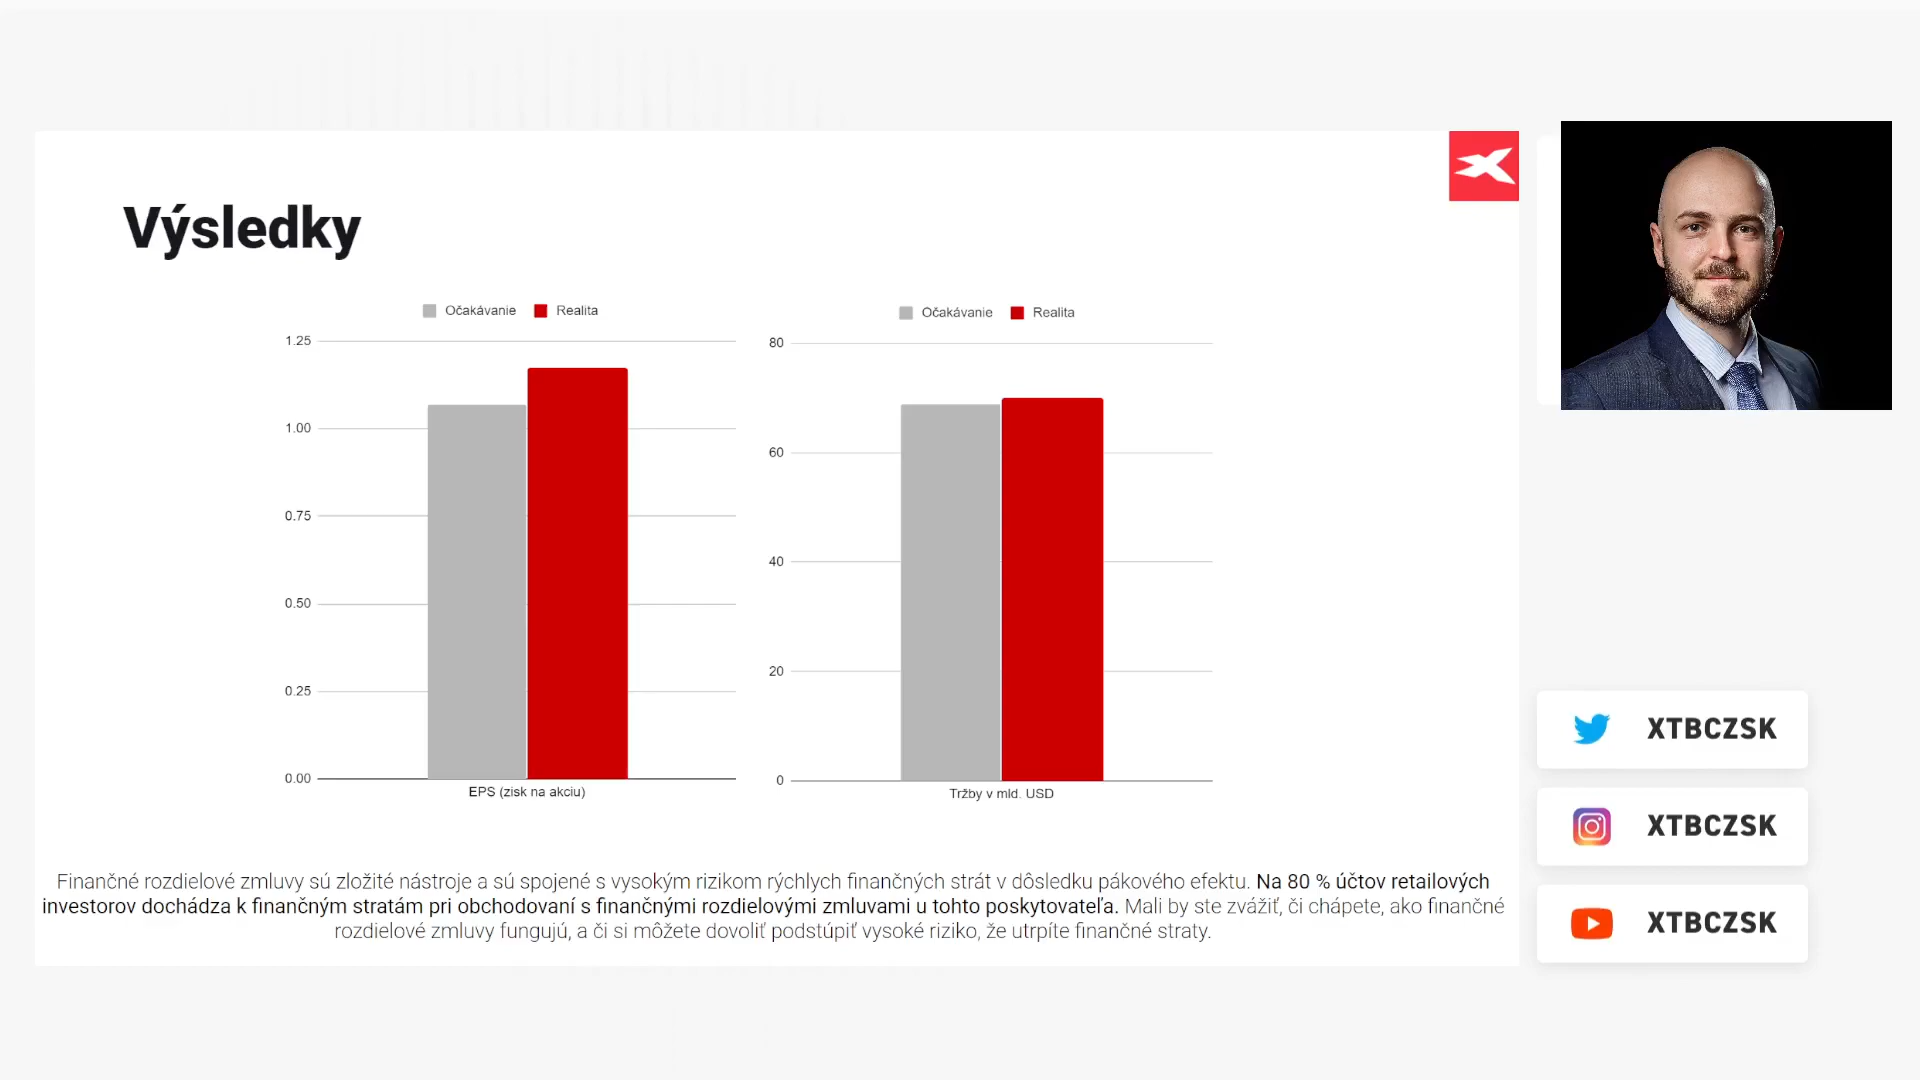 Výsledky
Očakávanie Realita
1.25
1.00
0.75
0.50
0.25
0.00
EPS (zisk na akciu)
Očakávanie Realita
80
60
40
20
0
Tržby v mld. USD
Finančné rozdielové zmluvy sú zložité nástroje a sú spojené s vysokým rizikom rýchlych finančných strát v dôsledku pákového efektu. Na 80 % účtov retailových
investorov dochádza k finančným stratám pri obchodovaní s finančnými rozdielovými zmluvami u tohto poskytovateľa. Mali by ste zvážiť, či chápete, ako finančné
rozdielové zmluvy fungujú, a či si môžete dovoliť podstúpiť vysoké riziko, že utrpíte finančné straty.
XTBCZSK
XTBCZSK
XTBCZSK